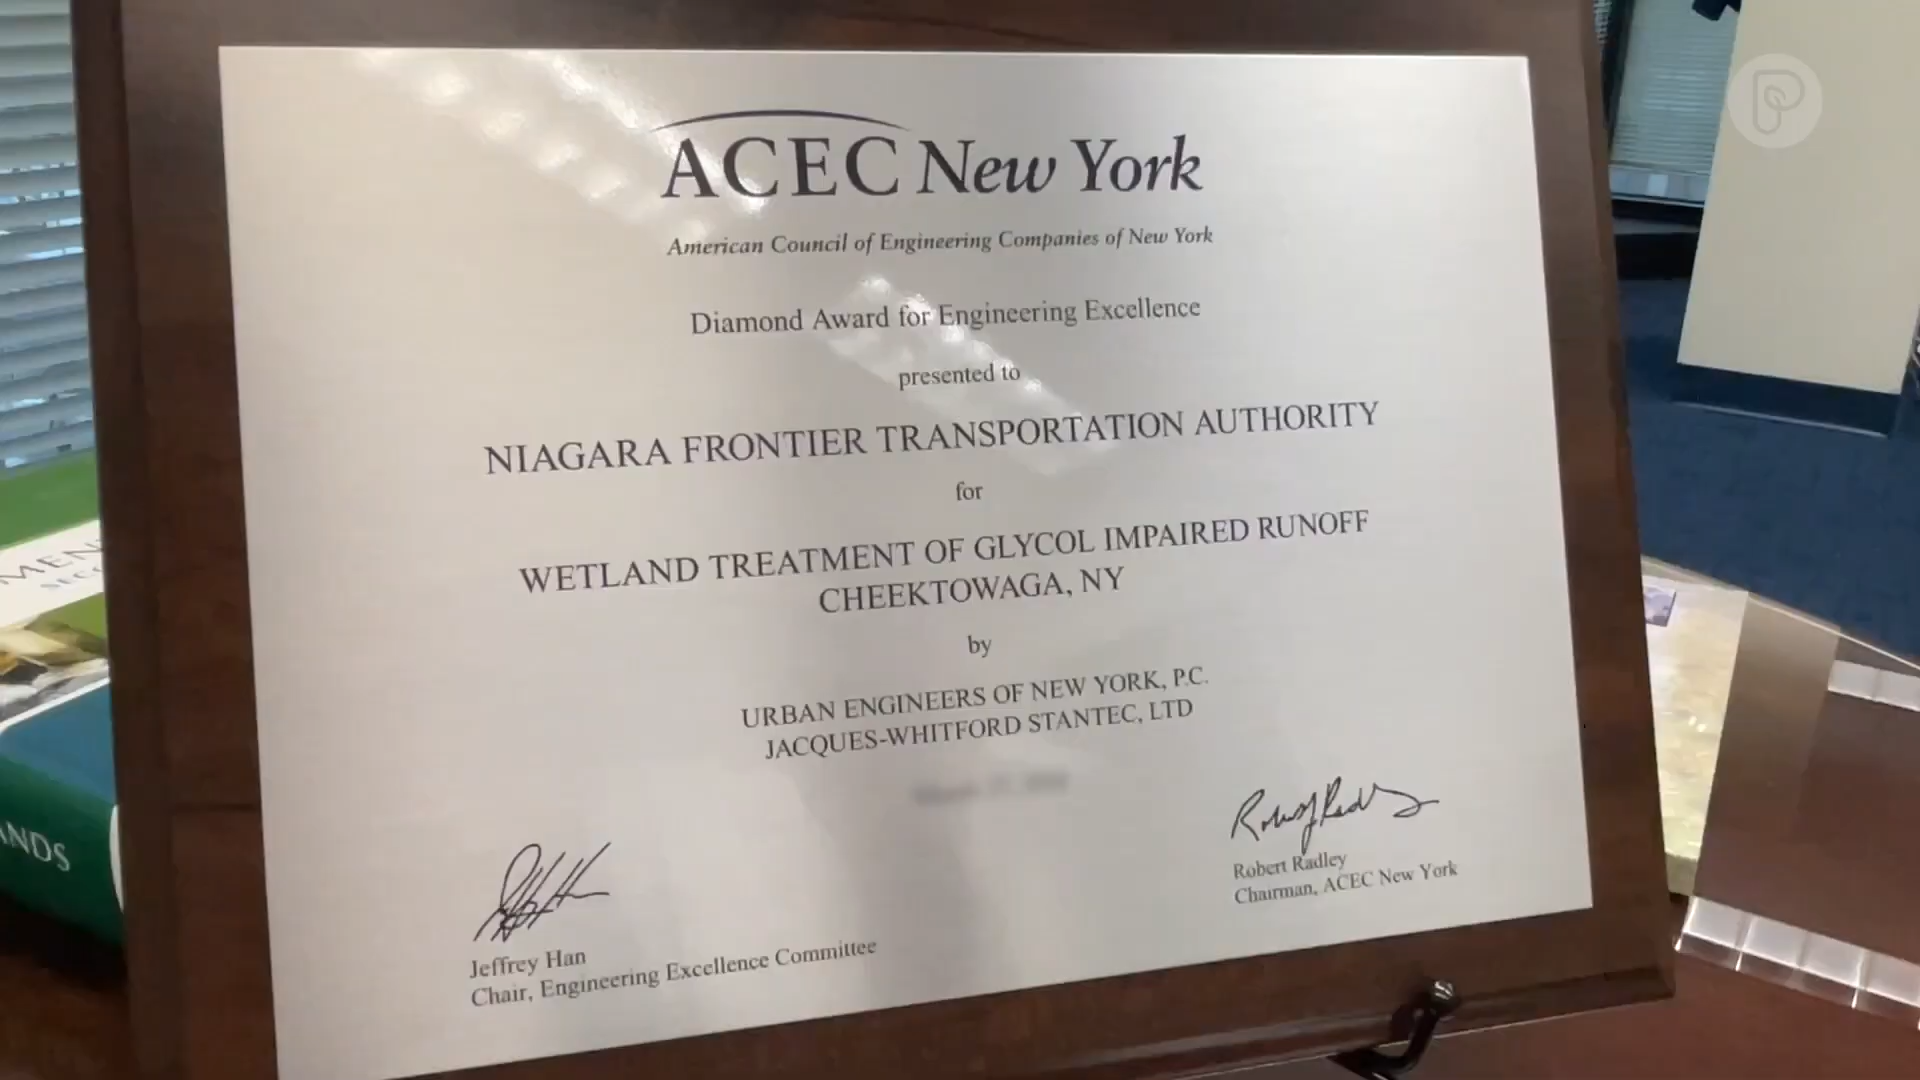 ACEC New York
American Council of Engineering Companies of New York
Diamond Award for Engineering Excellence
presented to
NIAGARA FRONTIER TRANSPORTATION AUTHORITY
for
WETLAND TREATMENT OF GLYCOL IMPAIRED RUNOFF
CHEEKTOWAGA, NY
by
URBAN ENGINEERS OF NEW YORK, P.C.
JACQUES-WHITFORD STANTEC, LTD
Jeffrey Han
Chair, Engineering Excellence Committee
Robert Radley
Chairman, ACEC New York